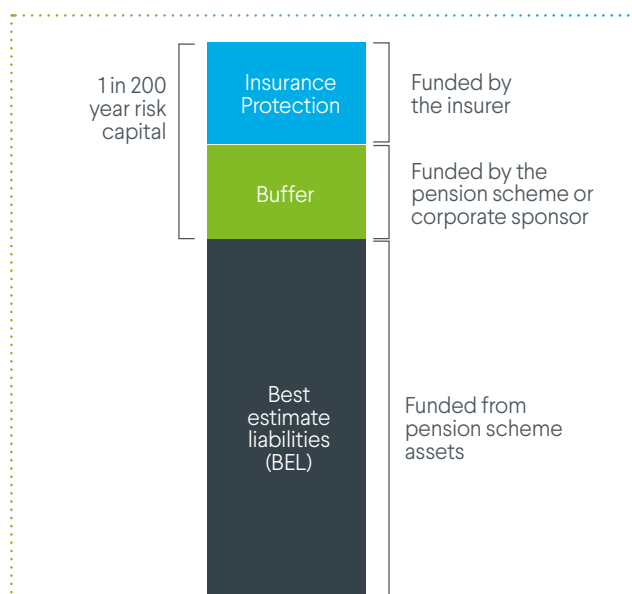 1 in 200
year risk
capital
Insurance
Protection
Funded by
the insurer
Buffer
Funded by the
pension scheme or
corporate sponsor
Best
estimate
liabilities
(BEL)
Funded from
pension scheme
assets